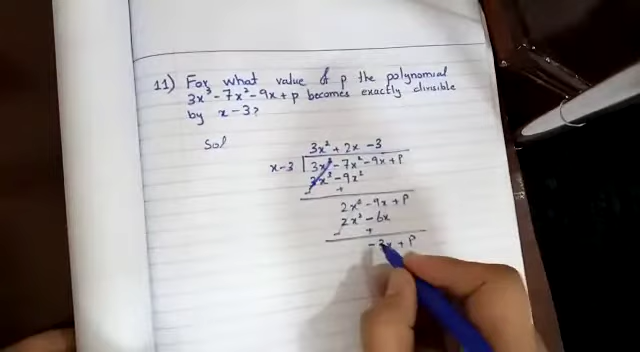 11) For what value of p the polynomial
3x³ - 7x² - 9x + p becomes exactly divisible
by x - 3?
Sol
3x² + 2x - 3
x-3 | 3x³ - 7x² - 9x + p
3x³ - 9x²
- +
2x² - 9x + p
2x² - 6x
- +
- 3x + p